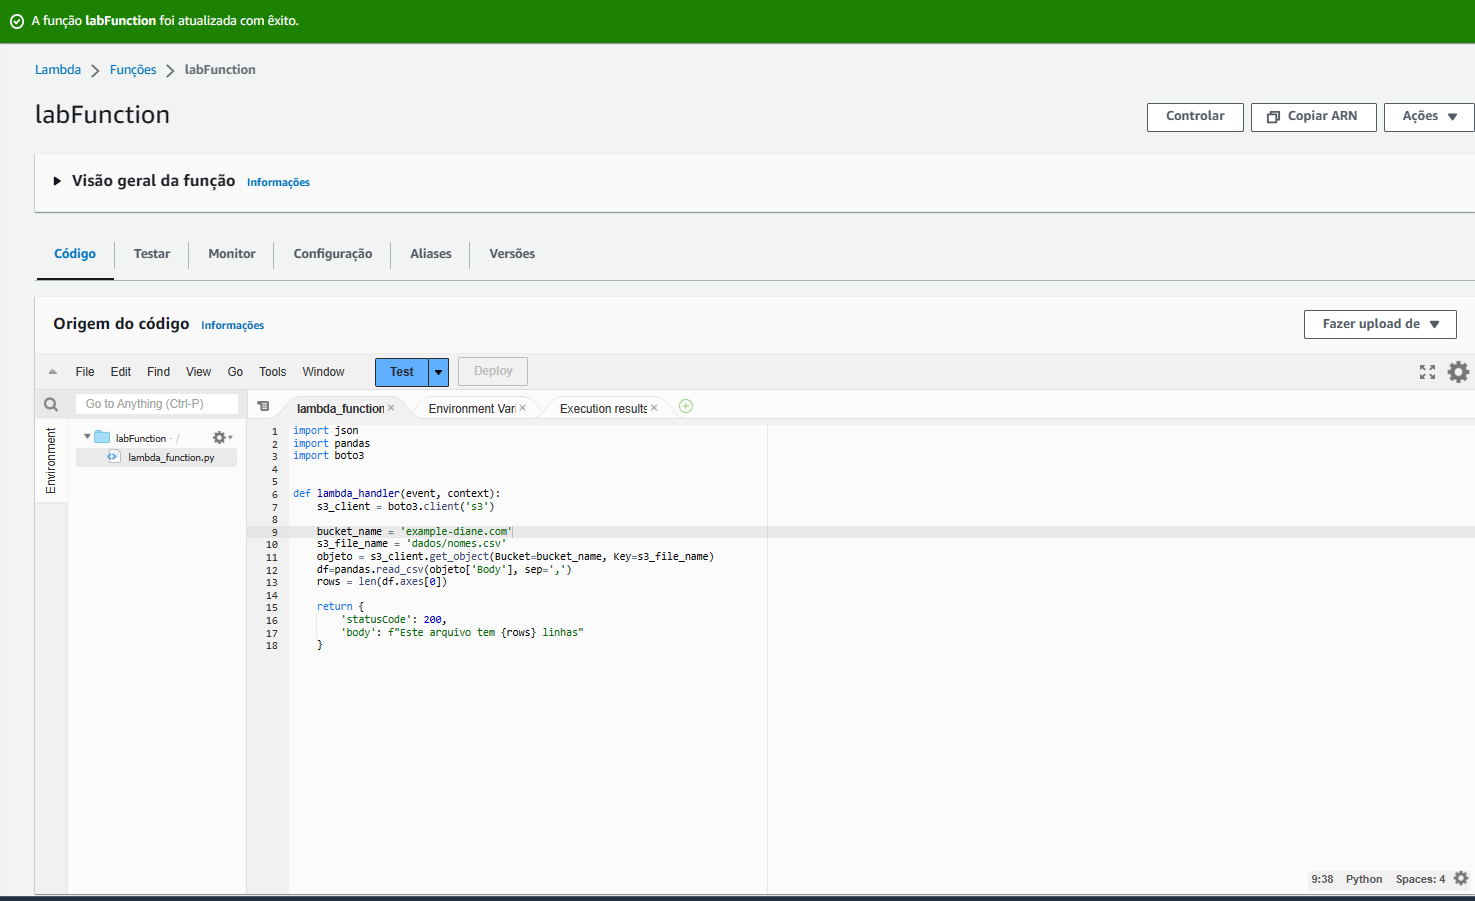 A função labFunction foi atualizada com êxito.
Lambda Funções labFunction
labFunction
Controlar Copiar ARN Ações
Visão geral da função Informações
Código Testar Monitor Configuração Aliases Versões
Origem do código Informações
Fazer upload de
File Edit Find View Go Tools Window Test Deploy
Go to Anything (Ctrl-P)
lambda_function Environment Vari Execution results
Environment
labFunction - /
lambda_function.py
1 import json
2 import pandas
3 import boto3
4
5
6 def lambda_handler(event, context):
7     s3_client = boto3.client('s3')
8
9     bucket_name = 'example-diane.com'
10     s3_file_name = 'dados/nomes.csv'
11     objeto = s3_client.get_object(Bucket=bucket_name, Key=s3_file_name)
12     df=pandas.read_csv(objeto['Body'], sep=',')
13     rows = len(df.axes[0])
14
15     return {
16         'statusCode': 200,
17         'body': f"Este arquivo tem {rows} linhas"
18     }
9:38 Python Spaces: 4